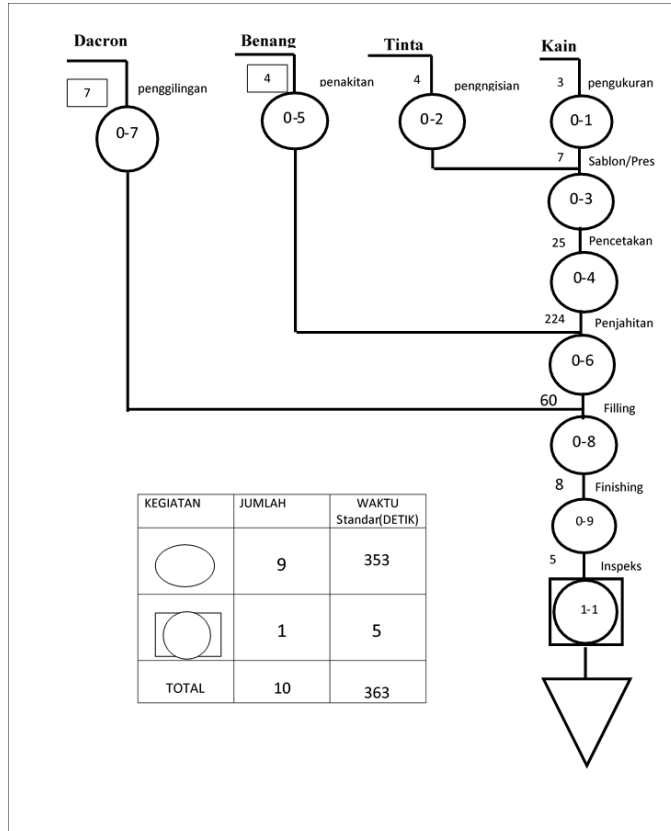 Dacron
Benang
Tinta
Kain
7
penggilingan
4
penakitan
4
pengngisian
3
pengukuran
0-7
0-5
0-2
0-1
7
Sablon/Pres
0-3
25
Pencetakan
0-4
224
Penjahitan
0-6
60
Filling
0-8
8
Finishing
0-9
5
Inspeks
1-1
KEGIATAN
JUMLAH
WAKTU
Standar(DETIK)
9
353
1
5
TOTAL
10
363